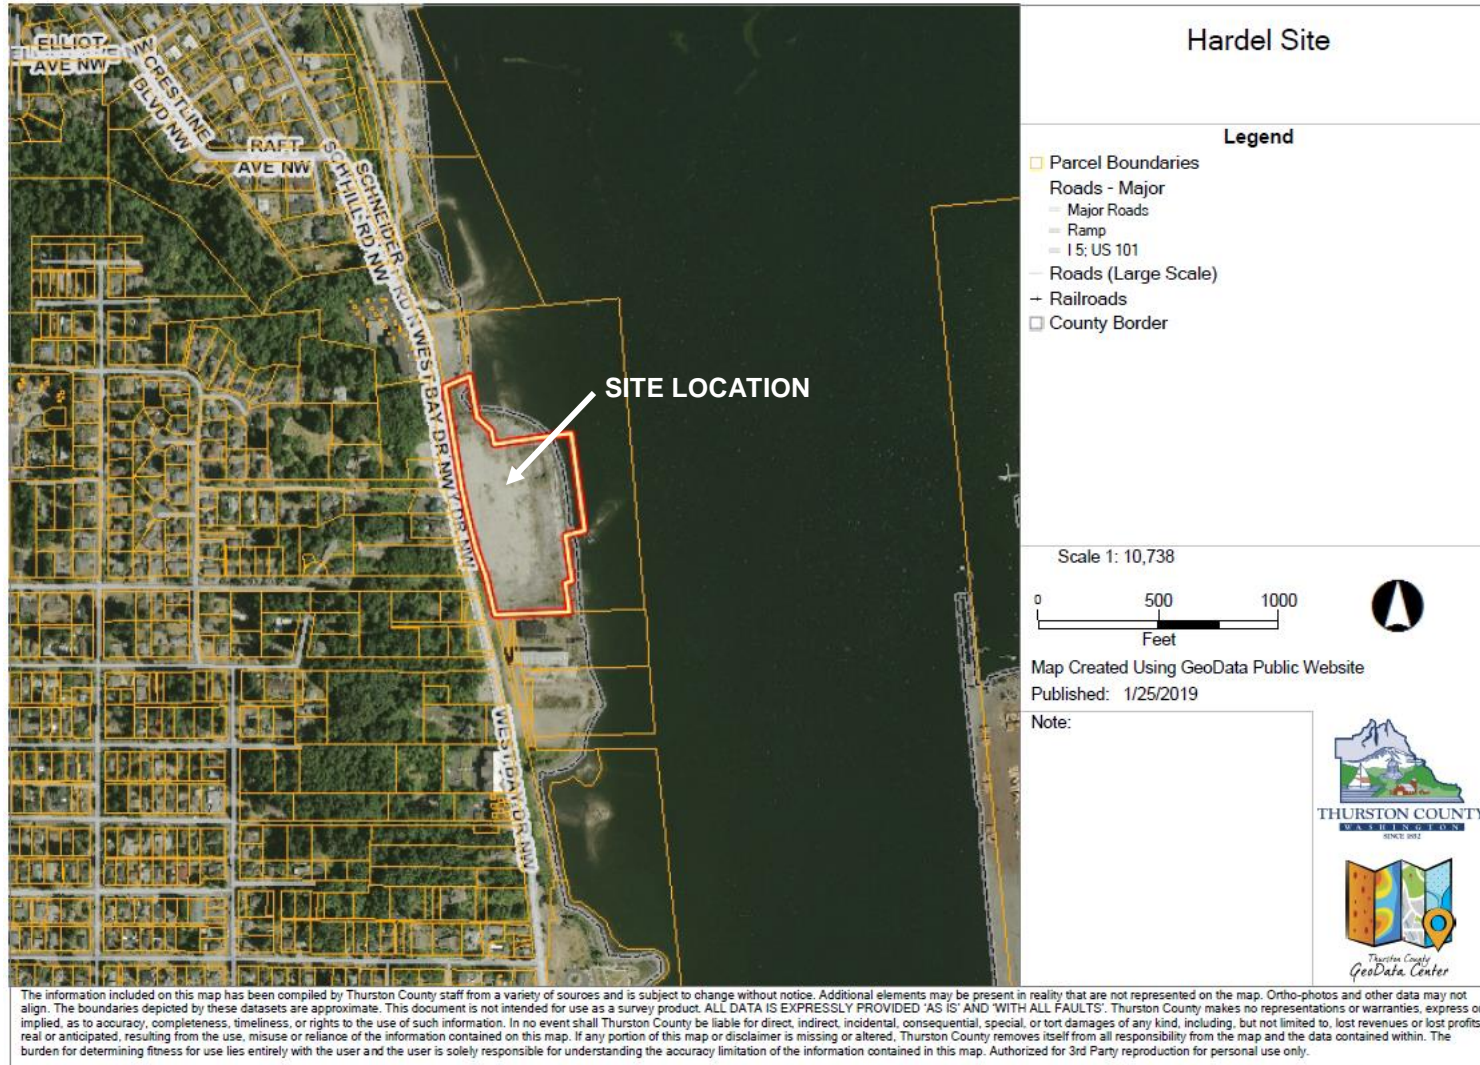 Hardel Site
Legend
Parcel Boundaries
Roads - Major
Major Roads
Ramp
I 5; US 101
Roads (Large Scale)
Railroads
County Border
Scale 1: 10,738
0 500 1000
Feet
Map Created Using GeoData Public Website
Published: 1/25/2019
Note:
THURSTON COUNTY
WASHINGTON
SINCE 1852
Thurston County
GeoData Center
ELLIOT
AVE NW
CRESTLINE
BLVD NW
RAFT
AVE NW
SCHNEIDER
HILL RD NW
WEST BAY DR NW
SITE LOCATION
WEST BAY DR NW
The information included on this map has been compiled by Thurston County staff from a variety of sources and is subject to change without notice. Additional elements may be present in reality that are not represented on the map. Ortho-photos and other data may not
align. The boundaries depicted by these datasets are approximate. This document is not intended for use as a survey product. ALL DATA IS EXPRESSLY PROVIDED 'AS IS' AND 'WITH ALL FAULTS'. Thurston County makes no representations or warranties, express or
implied, as to accuracy, completeness, timeliness, or rights to the use of such information. In no event shall Thurston County be liable for direct, indirect, incidental, consequential, special, or tort damages of any kind, including, but not limited to, lost revenues or lost profits,
real or anticipated, resulting from the use, misuse or reliance of the information contained on this map. If any portion of this map or disclaimer is missing or altered, Thurston County removes itself from all responsibility from the map and the data contained within. The
burden for determining fitness for use lies entirely with the user and the user is solely responsible for understanding the accuracy limitation of the information contained in this map. Authorized for 3rd Party reproduction for personal use only.